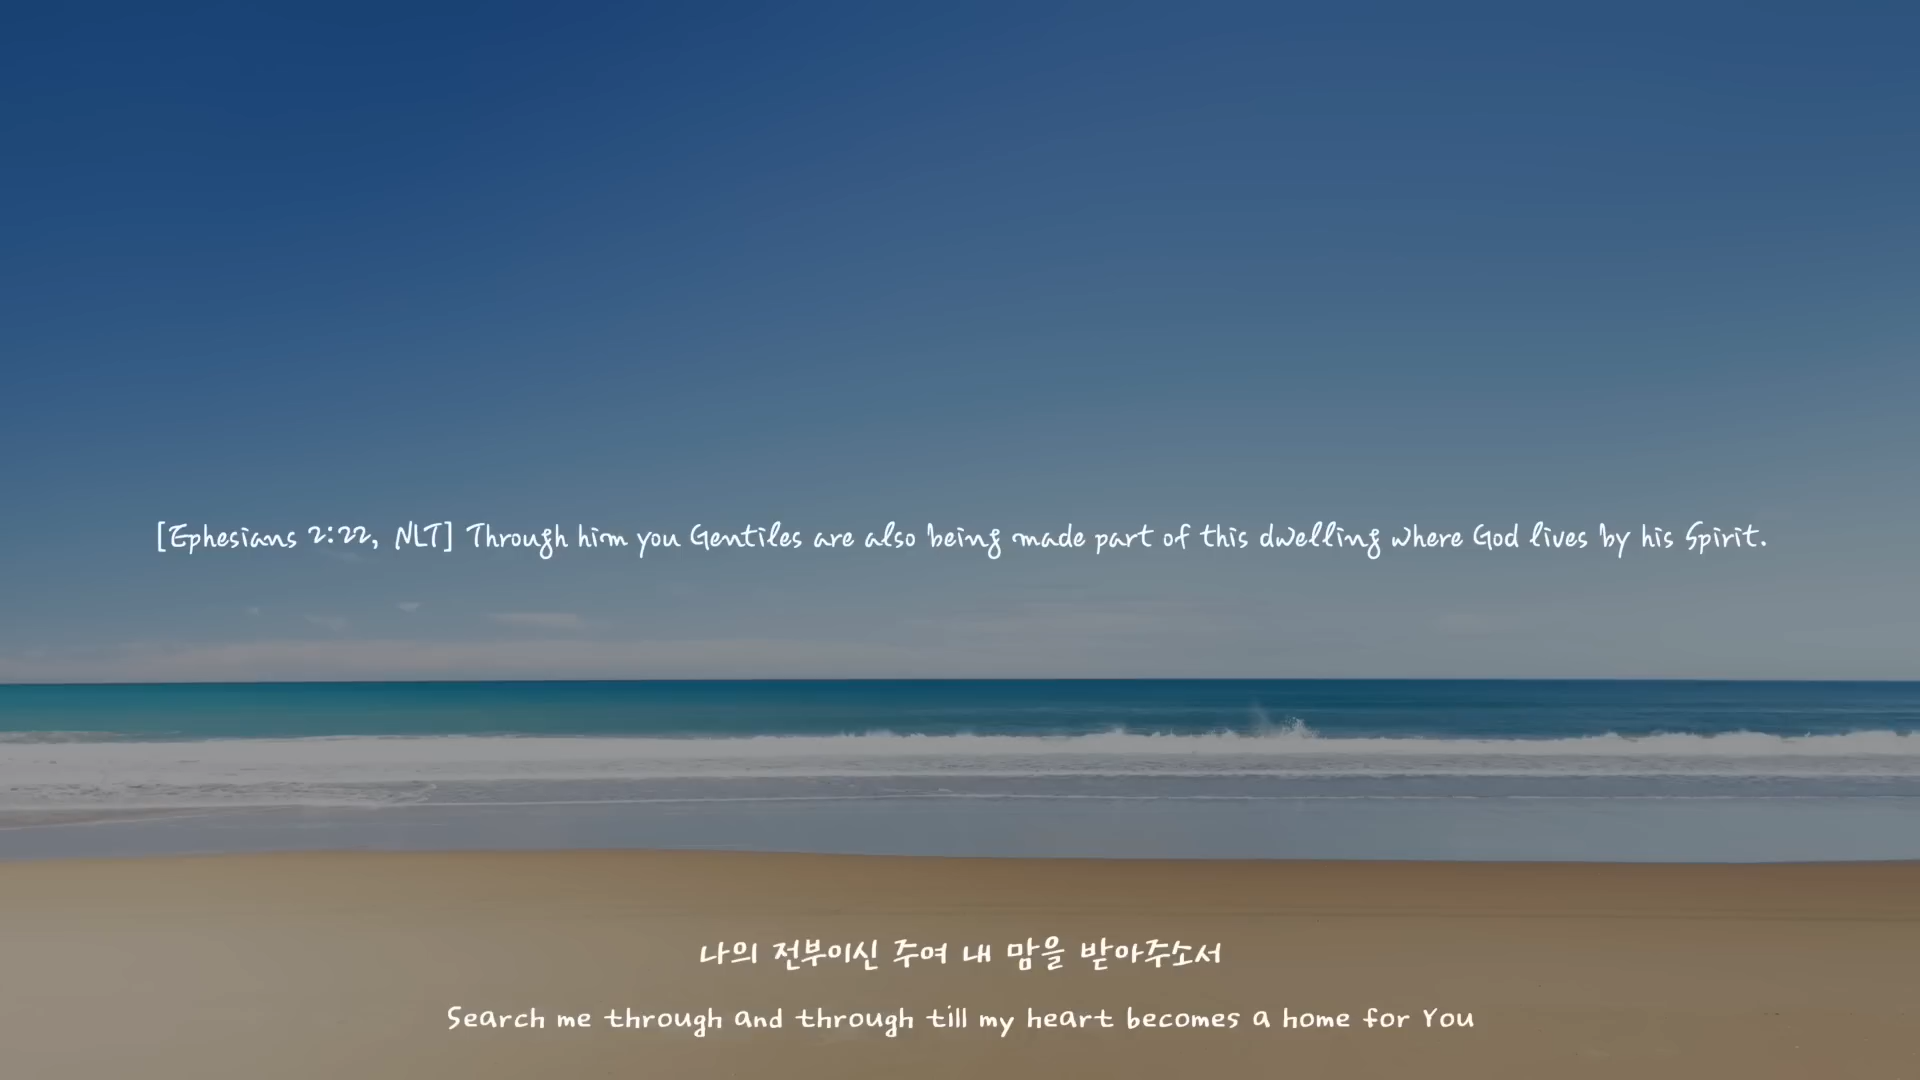 [Ephesians 2:22, NLT] Through him you Gentiles are also being made part of this dwelling where God lives by his Spirit.
나의 전부이신 주여 내 맘을 받아주소서
Search me through and through till my heart becomes a home for You